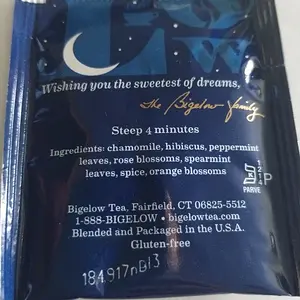 Wishing you the sweetest of dreams,
The Bigelow Family
Steep 4 minutes
Ingredients: chamomile, hibiscus, peppermint
leaves, rose blossoms, spearmint
leaves, spice, orange blossoms
PARVE
Bigelow Tea, Fairfield, CT 06825-5512
1-888-BIGELOW • bigelowtea.com
Blended and Packaged in the U.S.A.
Gluten-free